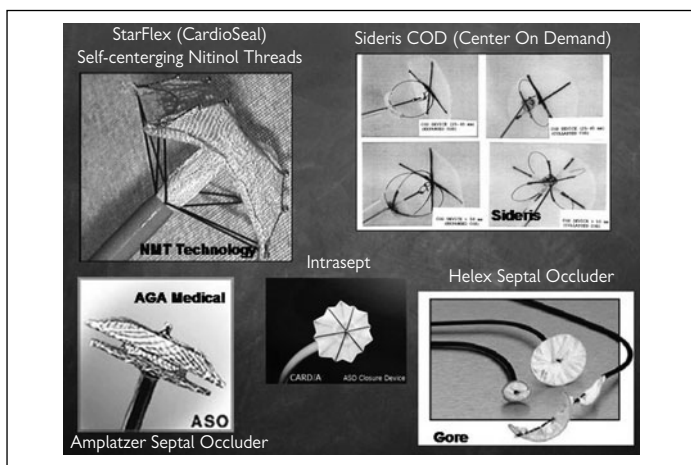 StarFlex (CardioSeal)
Self-centerging Nitinol Threads
Sideris COD (Center On Demand)
NMT Technology
Sideris
Intrasept
Helex Septal Occluder
AGA Medical
CARD/A ASO Closure Device
ASO
Gore
Amplatzer Septal Occluder